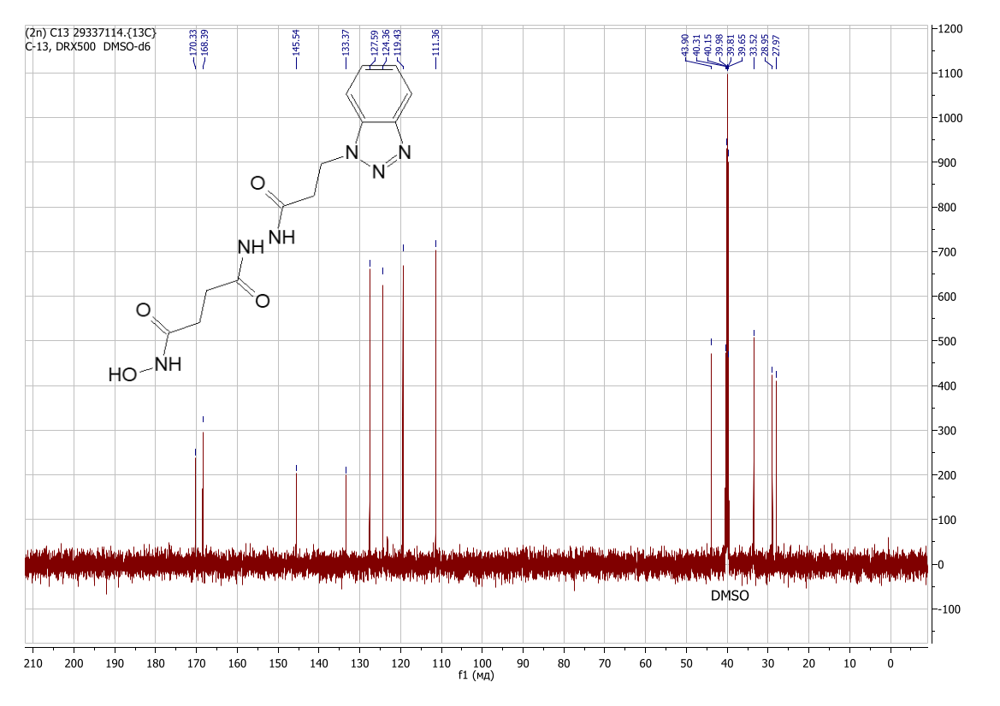 (2n) C13 29337114.{13C}
C-13, DRX500 DMSO-d6
170.33
168.39
145.54
133.37
127.59
124.36
119.43
111.36
43.90
40.31
40.15
39.98
39.81
39.65
33.52
28.95
27.97
1200
1100
1000
900
800
700
600
500
400
300
200
100
0
-100
N
N
N
O
NH
NH
O
O
NH
HO
DMSO
210 200 190 180 170 160 150 140 130 120 110 100 90 80 70 60 50 40 30 20 10 0
f1 (мд)